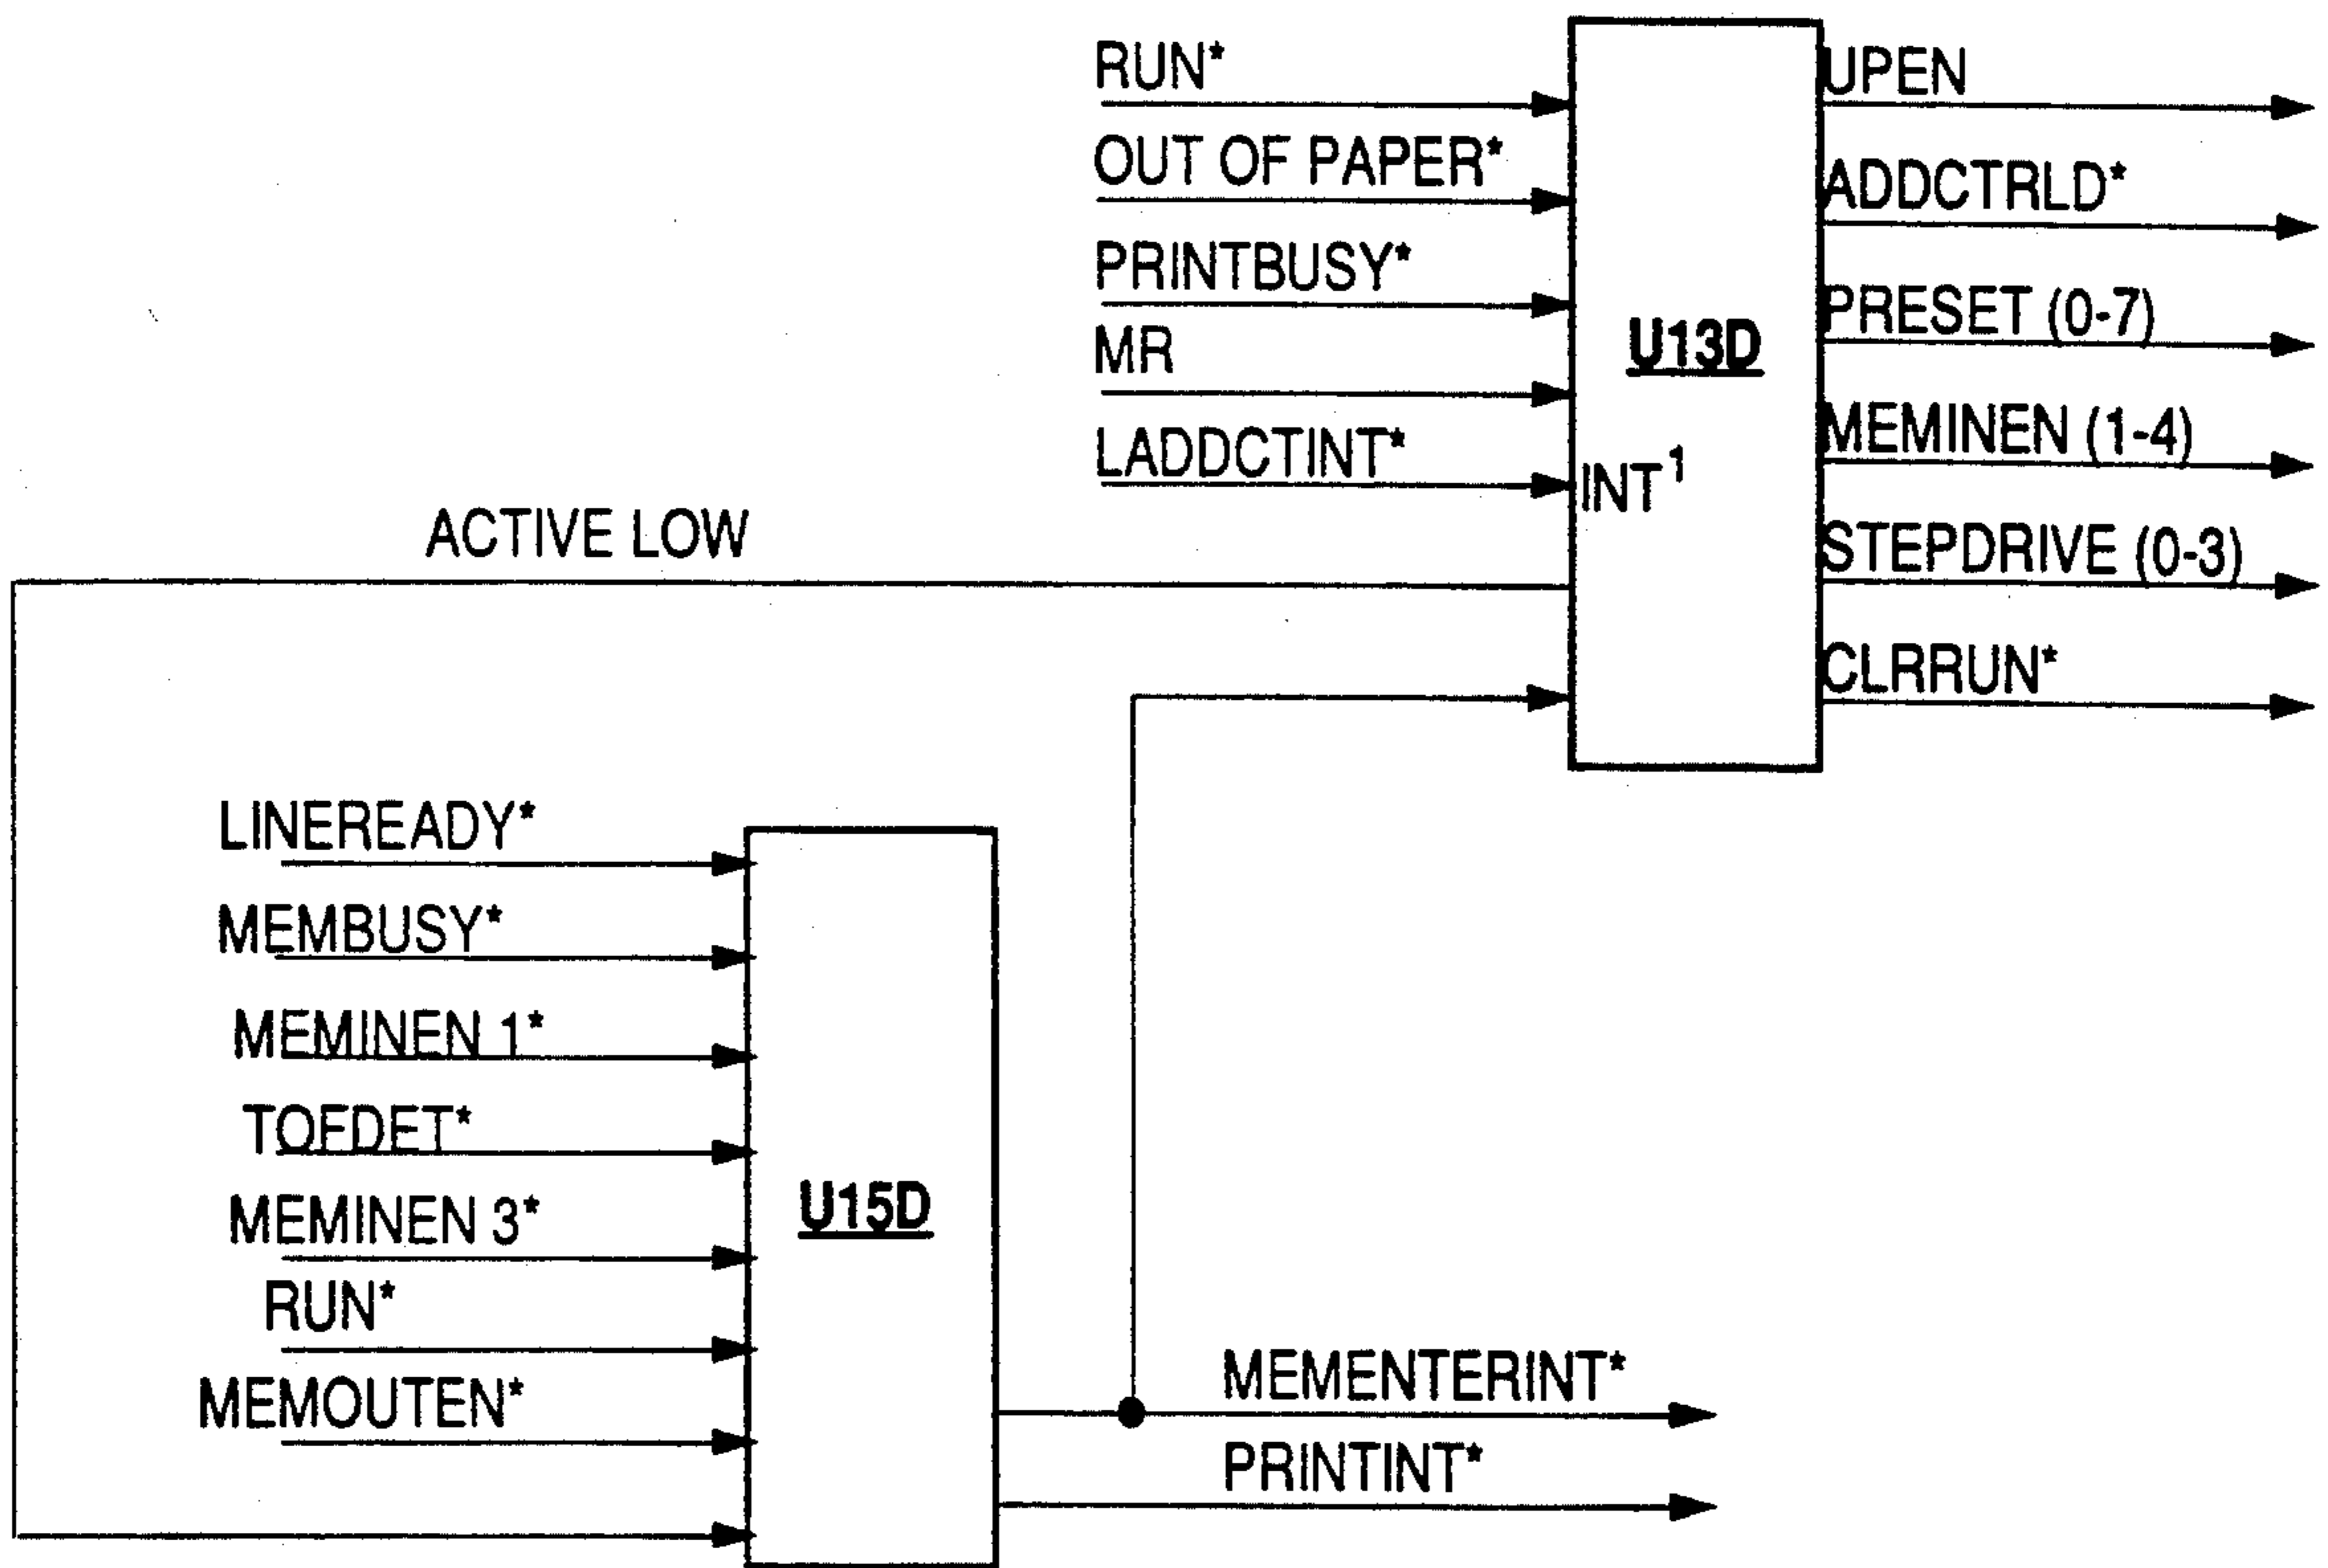 RUN*
OUT OF PAPER*
PRINTBUSY*
MR
LADDCTINT*
INT¹
U13D
UPEN
ADDCTRLD*
PRESET (0-7)
MEMINEN (1-4)
STEPDRIVE (0-3)
CLRRUN*
ACTIVE LOW
LINEREADY*
MEMBUSY*
MEMINEN 1*
TOFDET*
MEMINEN 3*
RUN*
MEMOUTEN*
U15D
MEMENTERINT*
PRINTINT*